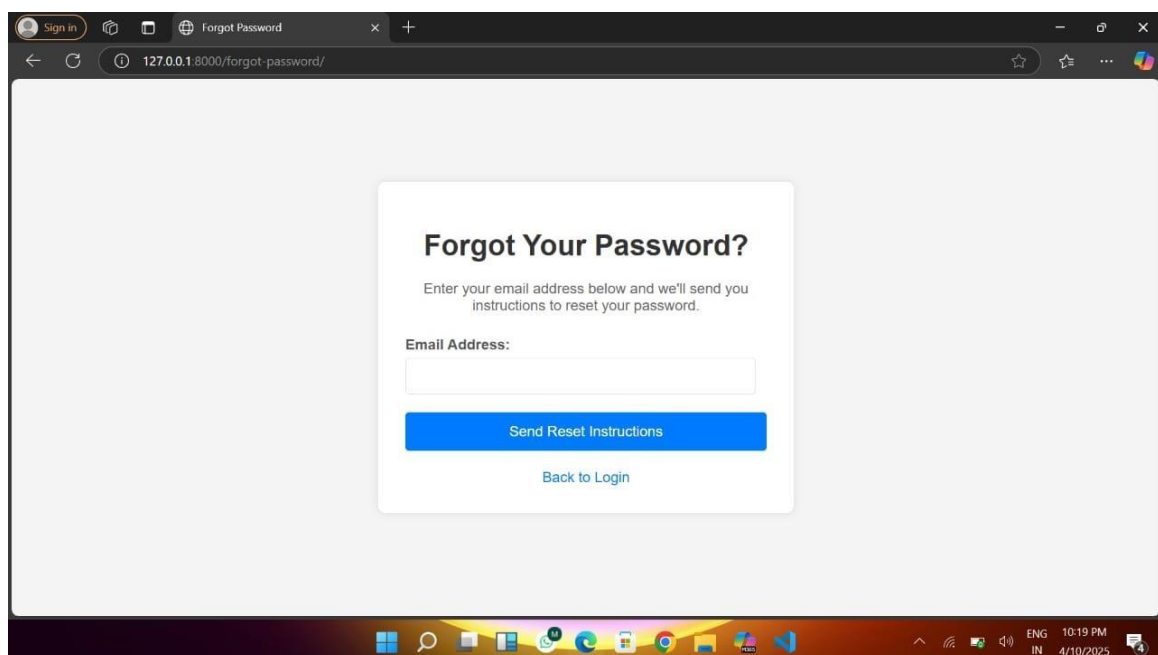 Sign in
Forgot Password
127.0.0.1:8000/forgot-password/
Forgot Your Password?
Enter your email address below and we'll send you
instructions to reset your password.
Email Address:
Send Reset Instructions
Back to Login
M
M365
ENG
IN
10:19 PM
4/10/2025
4